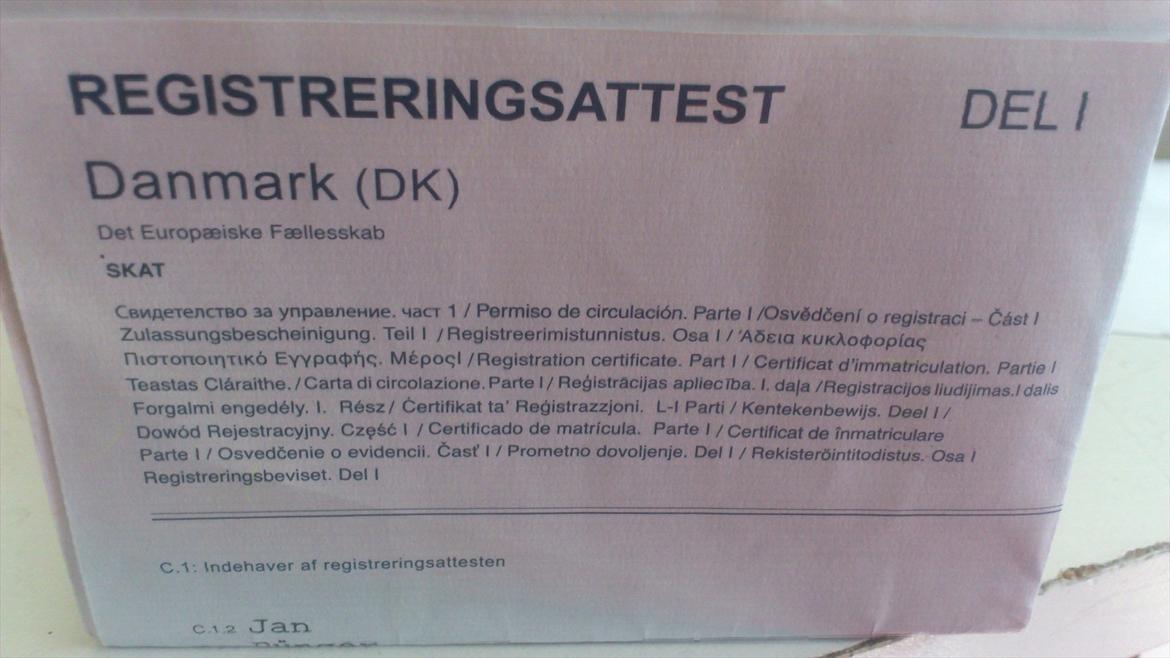 REGISTRERINGSATTEST DEL I
Danmark (DK)
Det Europæiske Fællesskab
SKAT
Свидетелство за управление. част 1 / Permiso de circulación. Parte I /Osvědčení o registraci – Část I
Zulassungsbescheinigung. Teil I / Registreerimistunnistus. Osa I / Άδεια κυκλοφορίας
Πιστοποιητικό Εγγραφής. Μέρος I / Registration certificate. Part I / Certificat d'immatriculation. Partie I
Teastas Cláraithe. / Carta di circolazione. Parte I / Reģistrācijas apliecība. I. daļa / Registracijos liudijimas. I dalis
Forgalmi engedély. I. Rész / Ċertifikat ta' Reġistrazzjoni. L-I Parti / Kentekenbewijs. Deel I /
Dowód Rejestracyjny. Część I / Certificado de matrícula. Parte I / Certificat de înmatriculare
Parte I / Osvedčenie o evidencii. Časť I / Prometno dovoljenje. Del I / Rekisteröintitodistus. Osa I
Registreringsbeviset. Del I
C.1: Indehaver af registreringsattesten
C.1.2 Jan